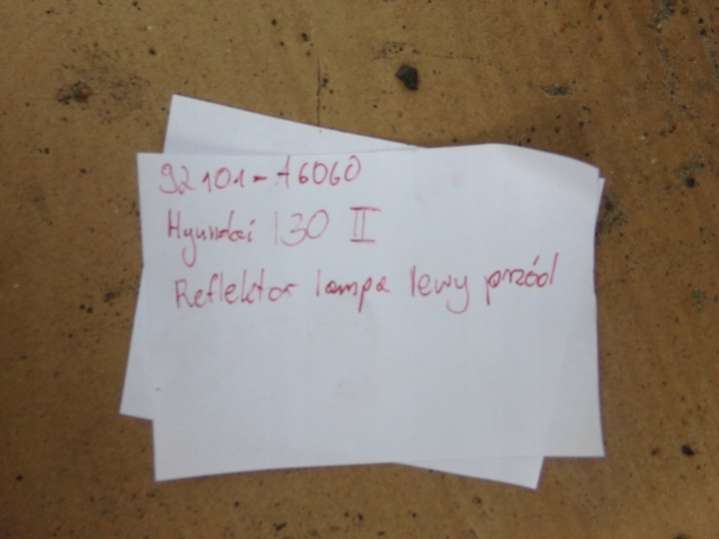 92101-A6060
Hyundai I30 II
Reflektor lampa lewy przód